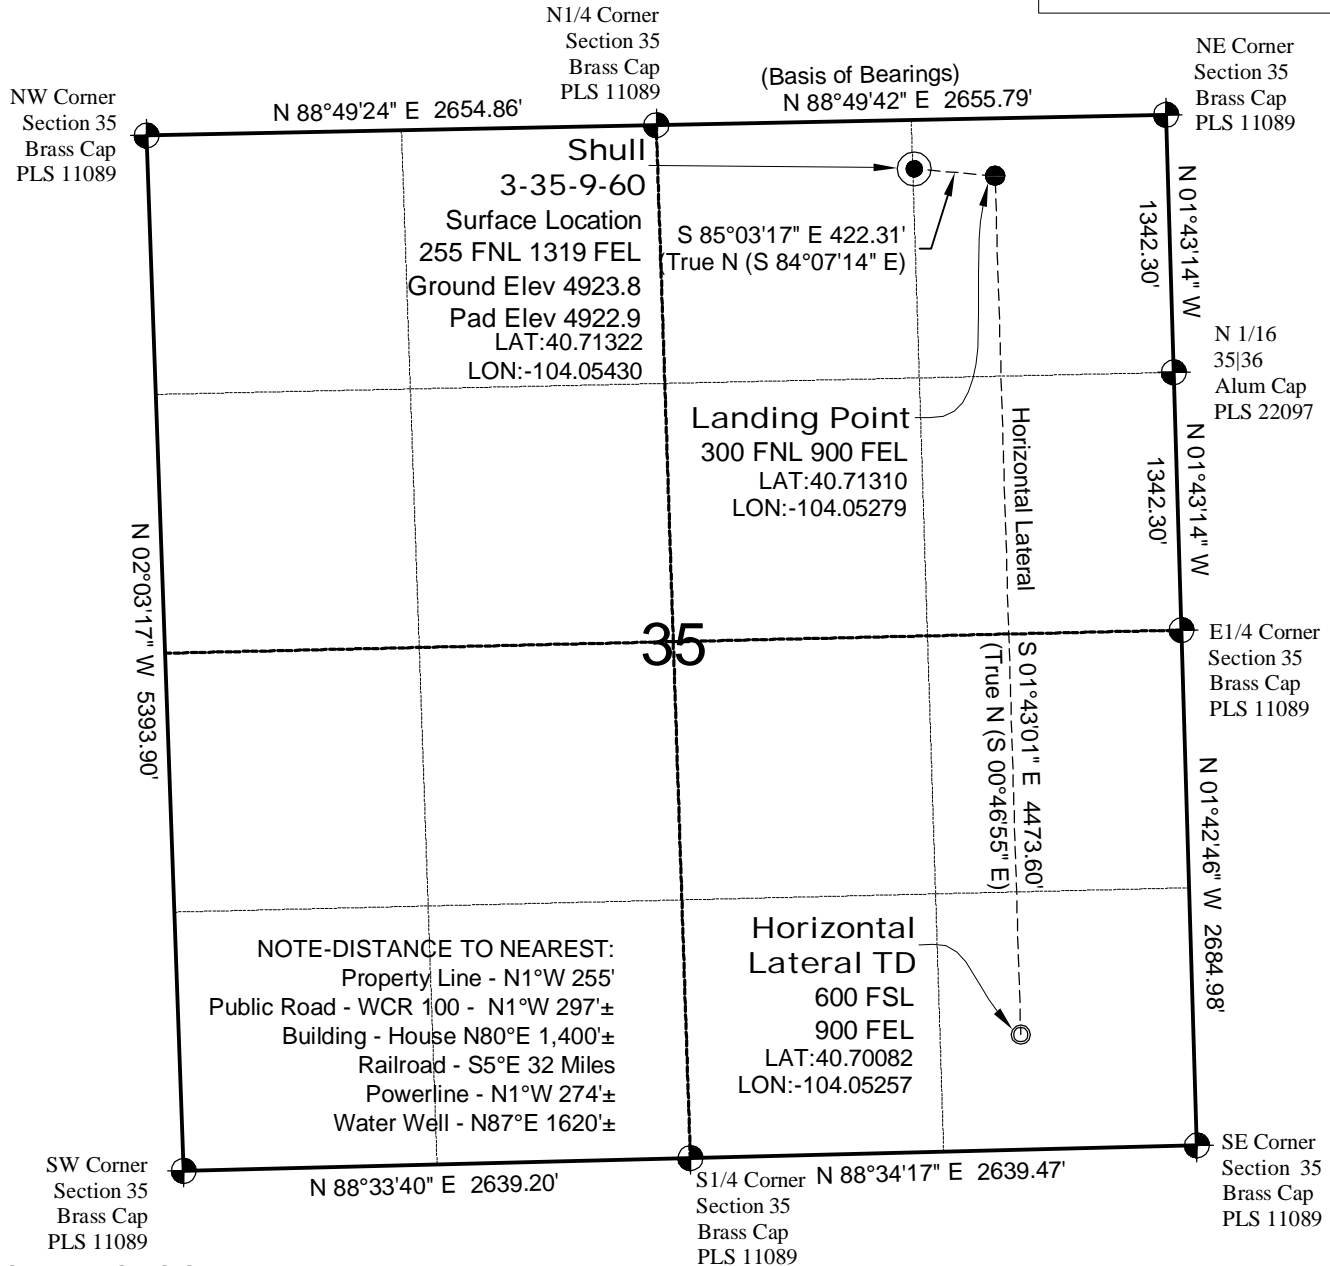 N1/4 Corner
Section 35
Brass Cap
PLS 11089
NE Corner
Section 35
Brass Cap
PLS 11089
NW Corner
Section 35
Brass Cap
PLS 11089
N 88°49'24" E 2654.86'
(Basis of Bearings)
N 88°49'42" E 2655.79'
Shull
3-35-9-60
Surface Location
255 FNL 1319 FEL
Ground Elev 4923.8
Pad Elev 4922.9
LAT:40.71322
LON:-104.05430
S 85°03'17" E 422.31'
(True N (S 84°07'14" E)
N 01°43'14" W
1342.30'
N 1/16
35|36
Alum Cap
PLS 22097
Landing Point
300 FNL 900 FEL
LAT:40.71310
LON:-104.05279
Horizontal Lateral
N 01°43'14" W
1342.30'
N 02°03'17" W 5393.90'
35
E1/4 Corner
Section 35
Brass Cap
PLS 11089
S 01°43'01" E 4473.60'
(True N (S 00°46'55" E)
N 01°42'46" W 2684.98'
Horizontal
Lateral TD
600 FSL
900 FEL
LAT:40.70082
LON:-104.05257
NOTE-DISTANCE TO NEAREST:
Property Line - N1°W 255'
Public Road - WCR 100 - N1°W 297'±
Building - House N80°E 1,400'±
Railroad - S5°E 32 Miles
Powerline - N1°W 274'±
Water Well - N87°E 1620'±
SW Corner
Section 35
Brass Cap
PLS 11089
N 88°33'40" E 2639.20'
S1/4 Corner
Section 35
Brass Cap
PLS 11089
N 88°34'17" E 2639.47'
SE Corner
Section 35
Brass Cap
PLS 11089